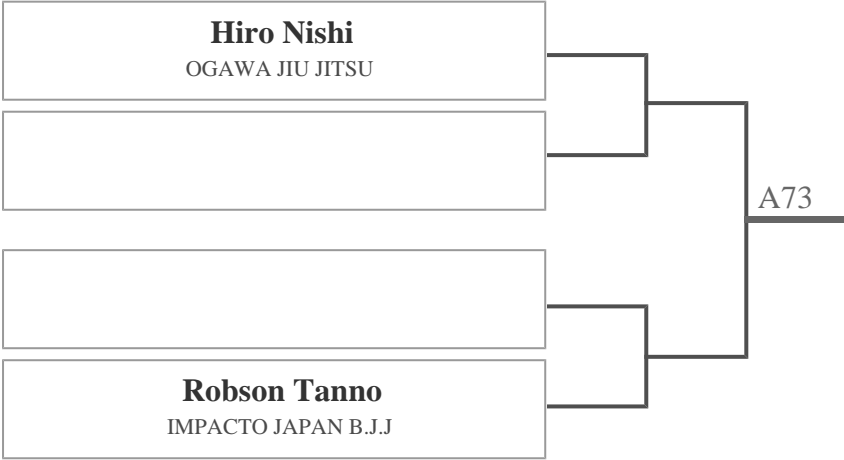 Hiro Nishi
OGAWA JIU JITSU
A73
Robson Tanno
IMPACTO JAPAN B.J.J